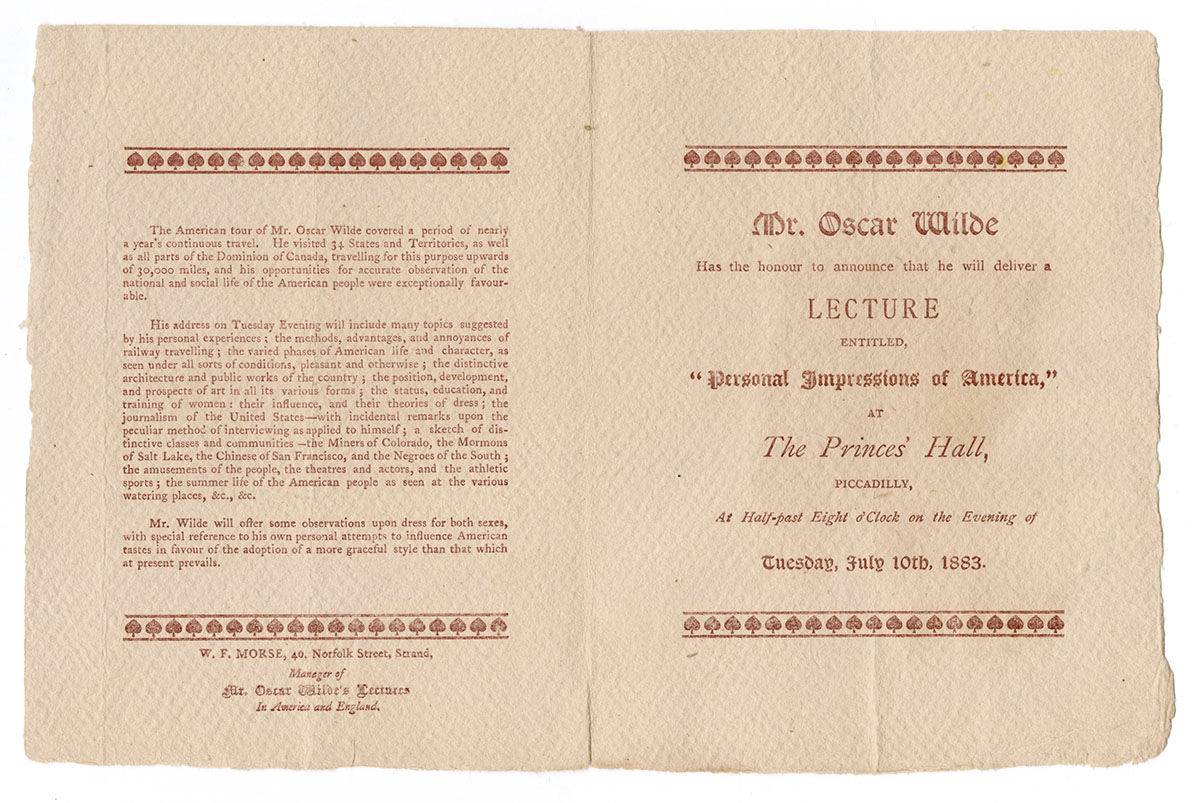 The American tour of Mr. Oscar Wilde covered a period of nearly
a year's continuous travel. He visited 34 States and Territories, as well
as all parts of the Dominion of Canada, travelling for this purpose upwards
of 30,000 miles, and his opportunities for accurate observation of the
national and social life of the American people were exceptionally favour-
able.
His address on Tuesday Evening will include many topics suggested
by his personal experiences ; the methods, advantages, and annoyances of
railway travelling ; the varied phases of American life and character, as
seen under all sorts of conditions, pleasant and otherwise ; the distinctive
architecture and public works of the country ; the position, development,
and prospects of art in all its various forms ; the status, education, and
training of women : their influence, and their theories of dress ; the
journalism of the United States—with incidental remarks upon the
peculiar method of interviewing as applied to himself ; a sketch of dis-
tinctive classes and communities —the Miners of Colorado, the Mormons
of Salt Lake, the Chinese of San Francisco, and the Negroes of the South ;
the amusements of the people, the theatres and actors, and the athletic
sports ; the summer life of the American people as seen at the various
watering places, &c., &c.
Mr. Wilde will offer some observations upon dress for both sexes,
with special reference to his own personal attempts to influence American
tastes in favour of the adoption of a more graceful style than that which
at present prevails.
W. F. MORSE, 40, Norfolk Street, Strand,
Manager of
Mr. Oscar Wilde's Lectures
In America and England.
Mr. Oscar Wilde
Has the honour to announce that he will deliver a
LECTURE
ENTITLED,
"Personal Impressions of America,"
AT
The Princes' Hall,
PICCADILLY,
At Half-past Eight o'Clock on the Evening of
Tuesday, July 10th, 1883.